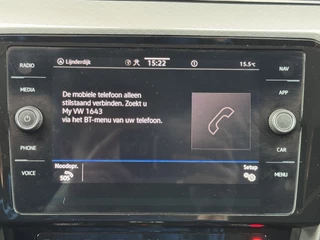 Lijnderdijk
15:22
15.5°C
RADIO
MEDIA
PHONE
VOICE
De mobiele telefoon alleen
stilstaand verbinden. Zoekt u
My VW 1643
via het BT-menu van uw telefoon.
Noodopr.
SOS
Setup
NAV
APP
CAR
MENU